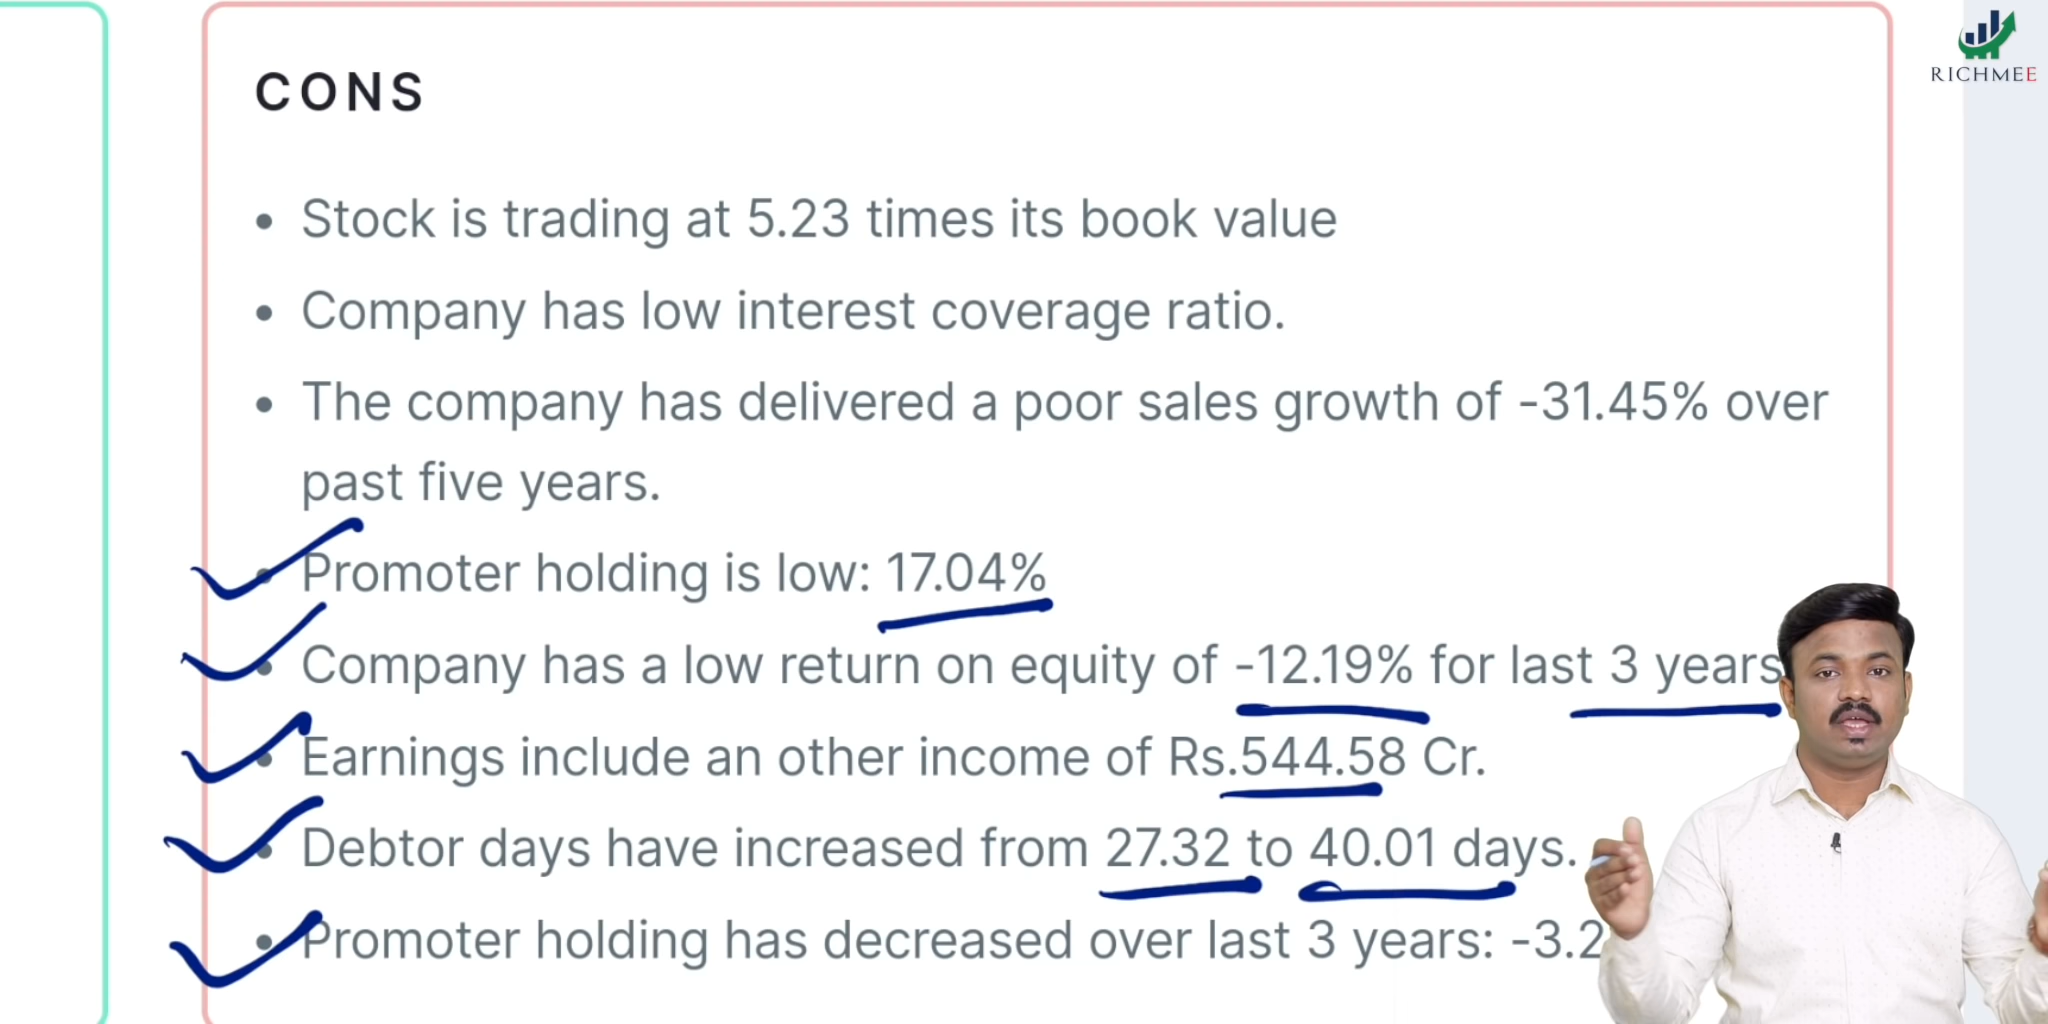 RICHMEE
CONS
• Stock is trading at 5.23 times its book value
• Company has low interest coverage ratio.
• The company has delivered a poor sales growth of -31.45% over
past five years.
• Promoter holding is low: 17.04%
• Company has a low return on equity of -12.19% for last 3 years
• Earnings include an other income of Rs.544.58 Cr.
• Debtor days have increased from 27.32 to 40.01 days.
• Promoter holding has decreased over last 3 years: -3.2